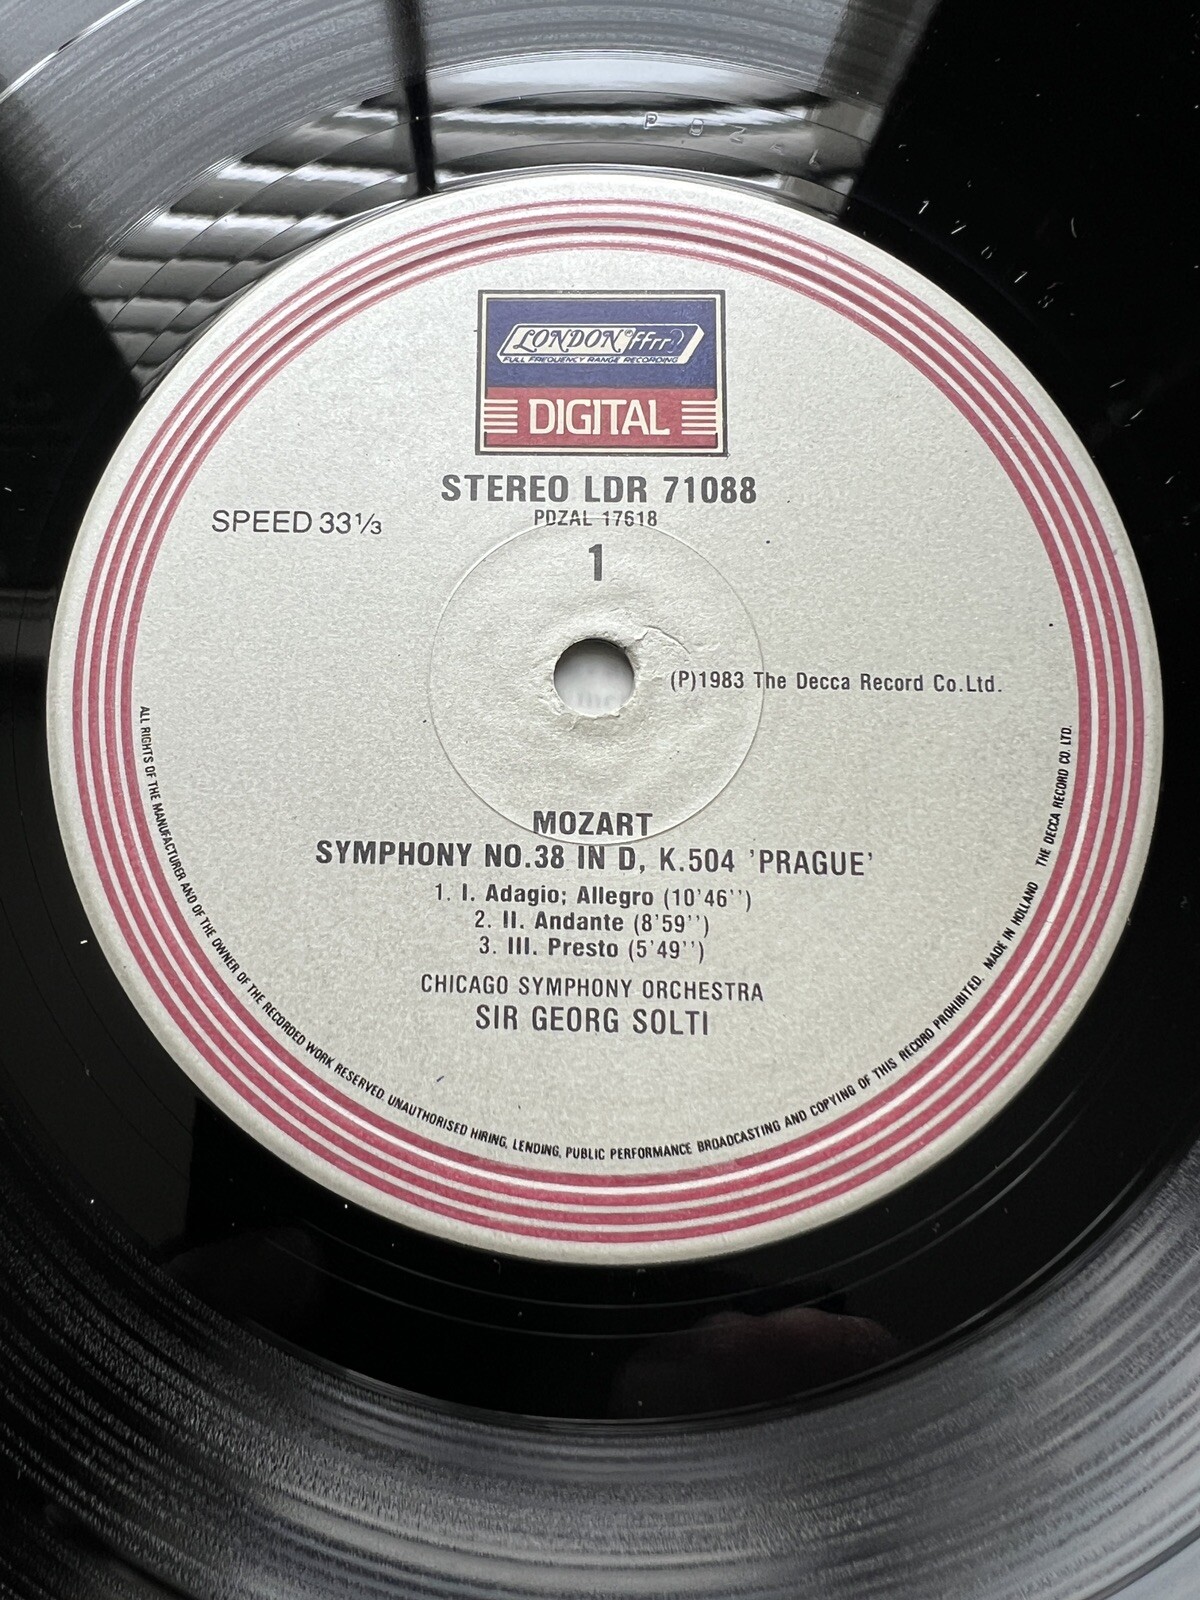 PDZAL
17618
LONDON® ffrr
FULL FREQUENCY RANGE RECORDING
DIGITAL
STEREO LDR 71088
PDZAL 17618
SPEED 33⅓
1
(P)1983 The Decca Record Co.Ltd.
MOZART
SYMPHONY NO.38 IN D, K.504 'PRAGUE'
1. I. Adagio; Allegro (10'46'')
2. II. Andante (8'59'')
3. III. Presto (5'49'')
CHICAGO SYMPHONY ORCHESTRA
SIR GEORG SOLTI
ALL RIGHTS OF THE MANUFACTURER AND OF THE OWNER OF THE RECORDED WORK RESERVED. UNAUTHORISED HIRING, LENDING, PUBLIC PERFORMANCE BROADCASTING AND COPYING OF THIS RECORD PROHIBITED. MADE IN HOLLAND THE DECCA RECORD CO. LTD.